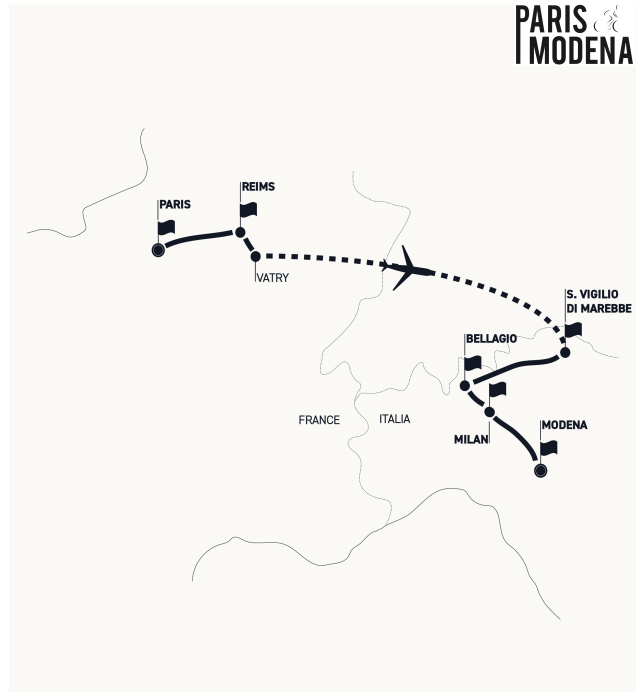 PARIS
MODENA
REIMS
PARIS
VATRY
S. VIGILIO
DI MAREBBE
BELLAGIO
FRANCE
ITALIA
MILAN
MODENA